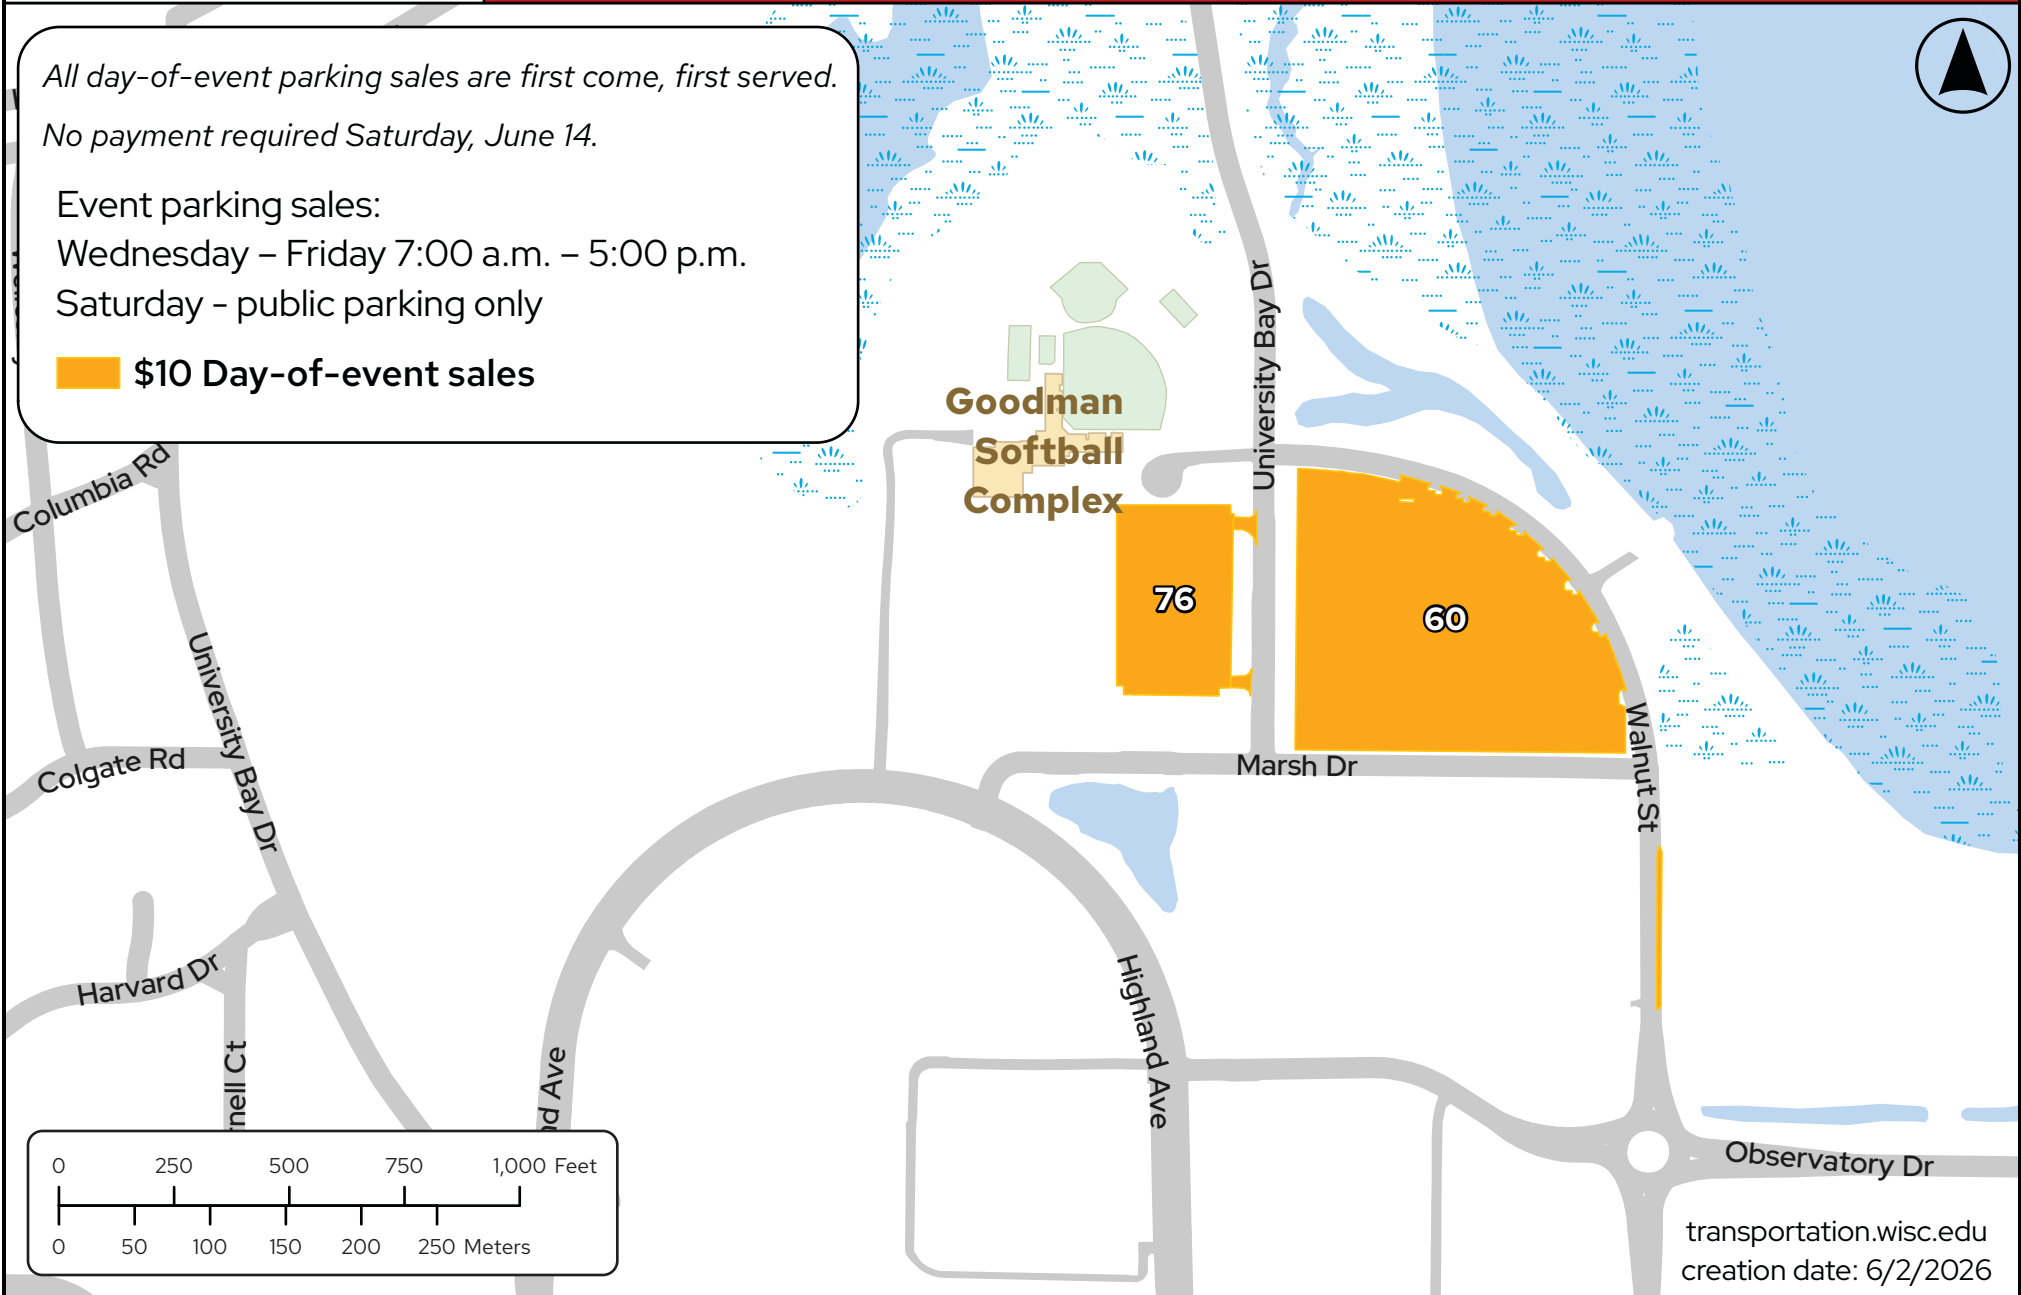 All day-of-event parking sales are first come, first served.
No payment required Saturday, June 14.
Event parking sales:
Wednesday – Friday 7:00 a.m. – 5:00 p.m.
Saturday - public parking only
$10 Day-of-event sales
University Bay Dr
Goodman
Softball
Complex
Columbia Rd
76
60
University Bay Dr
Walnut St
Colgate Rd
Marsh Dr
Harvard Dr
Highland Ave
nd Ave
rnell Ct
Observatory Dr
0 250 500 750 1,000 Feet
0 50 100 150 200 250 Meters
transportation.wisc.edu
creation date: 6/2/2026